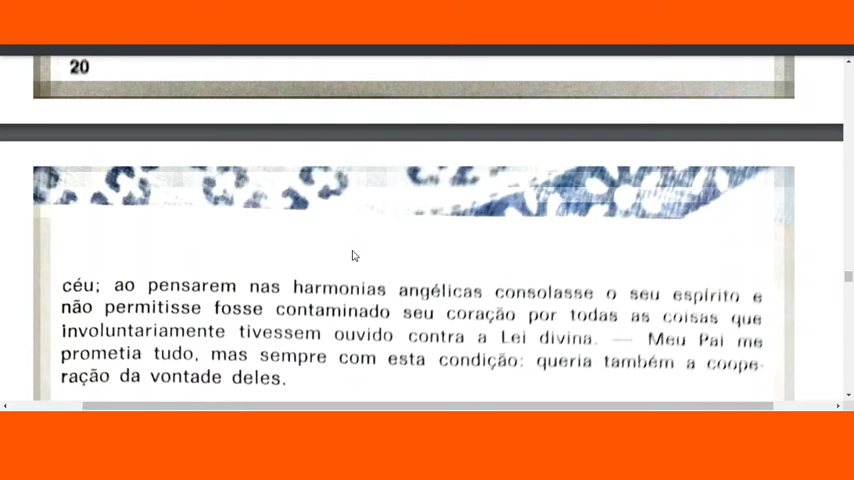 20
céu; ao pensarem nas harmonias angélicas consolasse o seu espírito e
não permitisse fosse contaminado seu coração por todas as coisas que
involuntariamente tivessem ouvido contra a Lei divina. — Meu Pai me
prometia tudo, mas sempre com esta condição: queria também a coope-
ração da vontade deles.